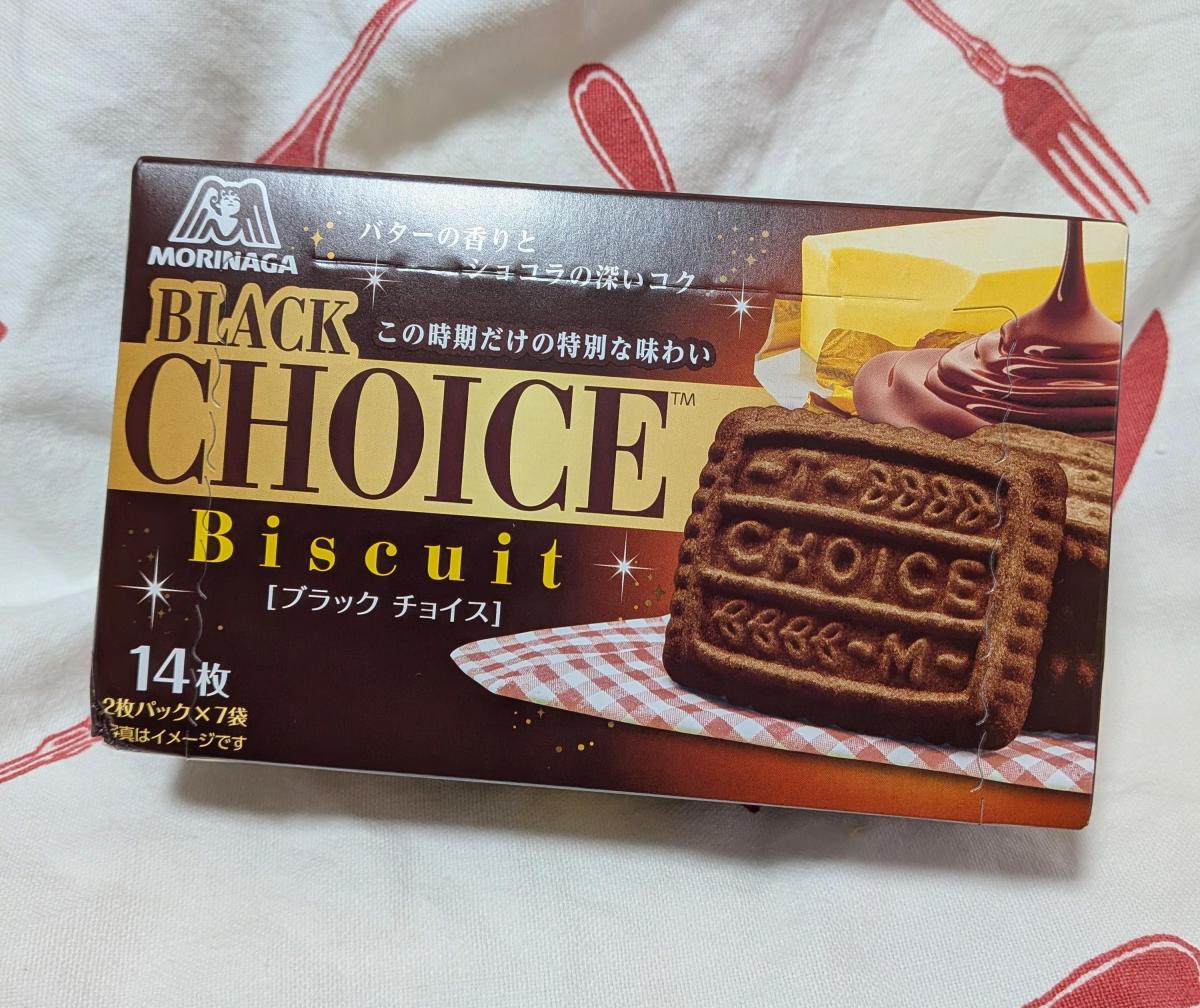 MORINAGA
バターの香りと
ショコラの深いコク
BLACK
この時期だけの特別な味わい
CHOICE™
Biscuit
[ブラック チョイス]
14枚
2枚パック×7袋
真はイメージです
CHOICE
-M-